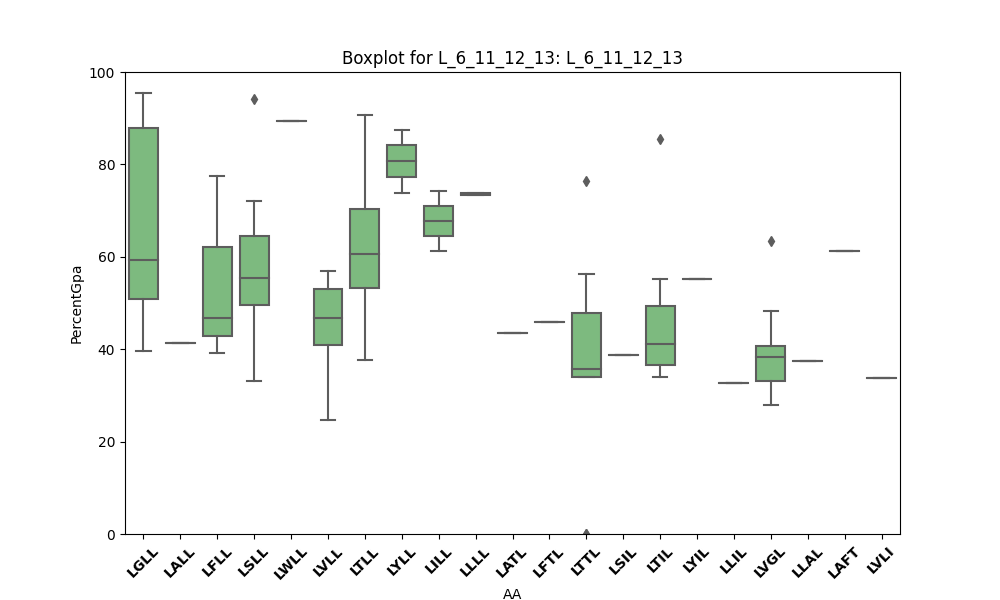 Boxplot for L_6_11_12_13: L_6_11_12_13
100
80
60
40
20
0
PercentGpa
LGLL LALL LFLL LSLL LWLL LVLL LTLL LYLL LILL LLLL LATL LFTL LTTL LSIL LTIL LYIL LLIL LVGL LLAL LAFT LVLI
AA